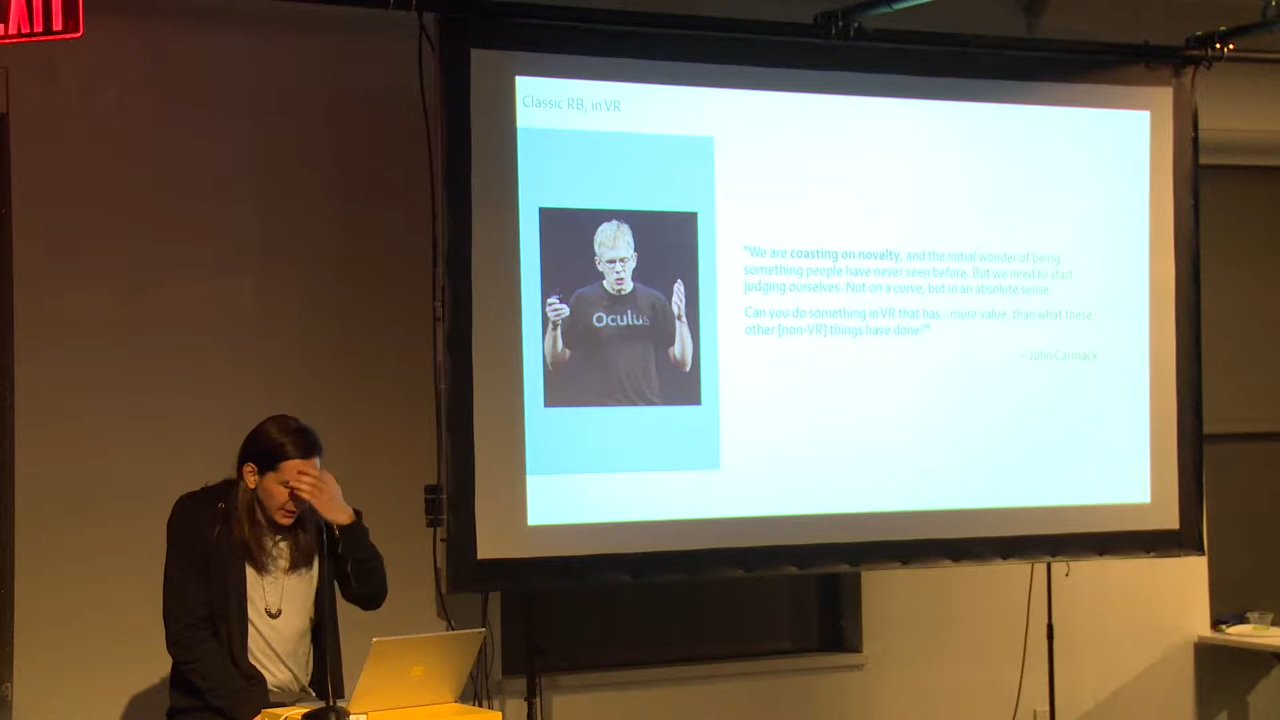 EXIT
Classic RB, in VR
Oculus
"We are coasting on novelty, and the initial wonder of being
something people have never seen before. But we need to start
judging ourselves. Not on a curve, but in an absolute sense.
Can you do something in VR that has... more value, than what these
other [non-VR] things have done?"
– John Carmack